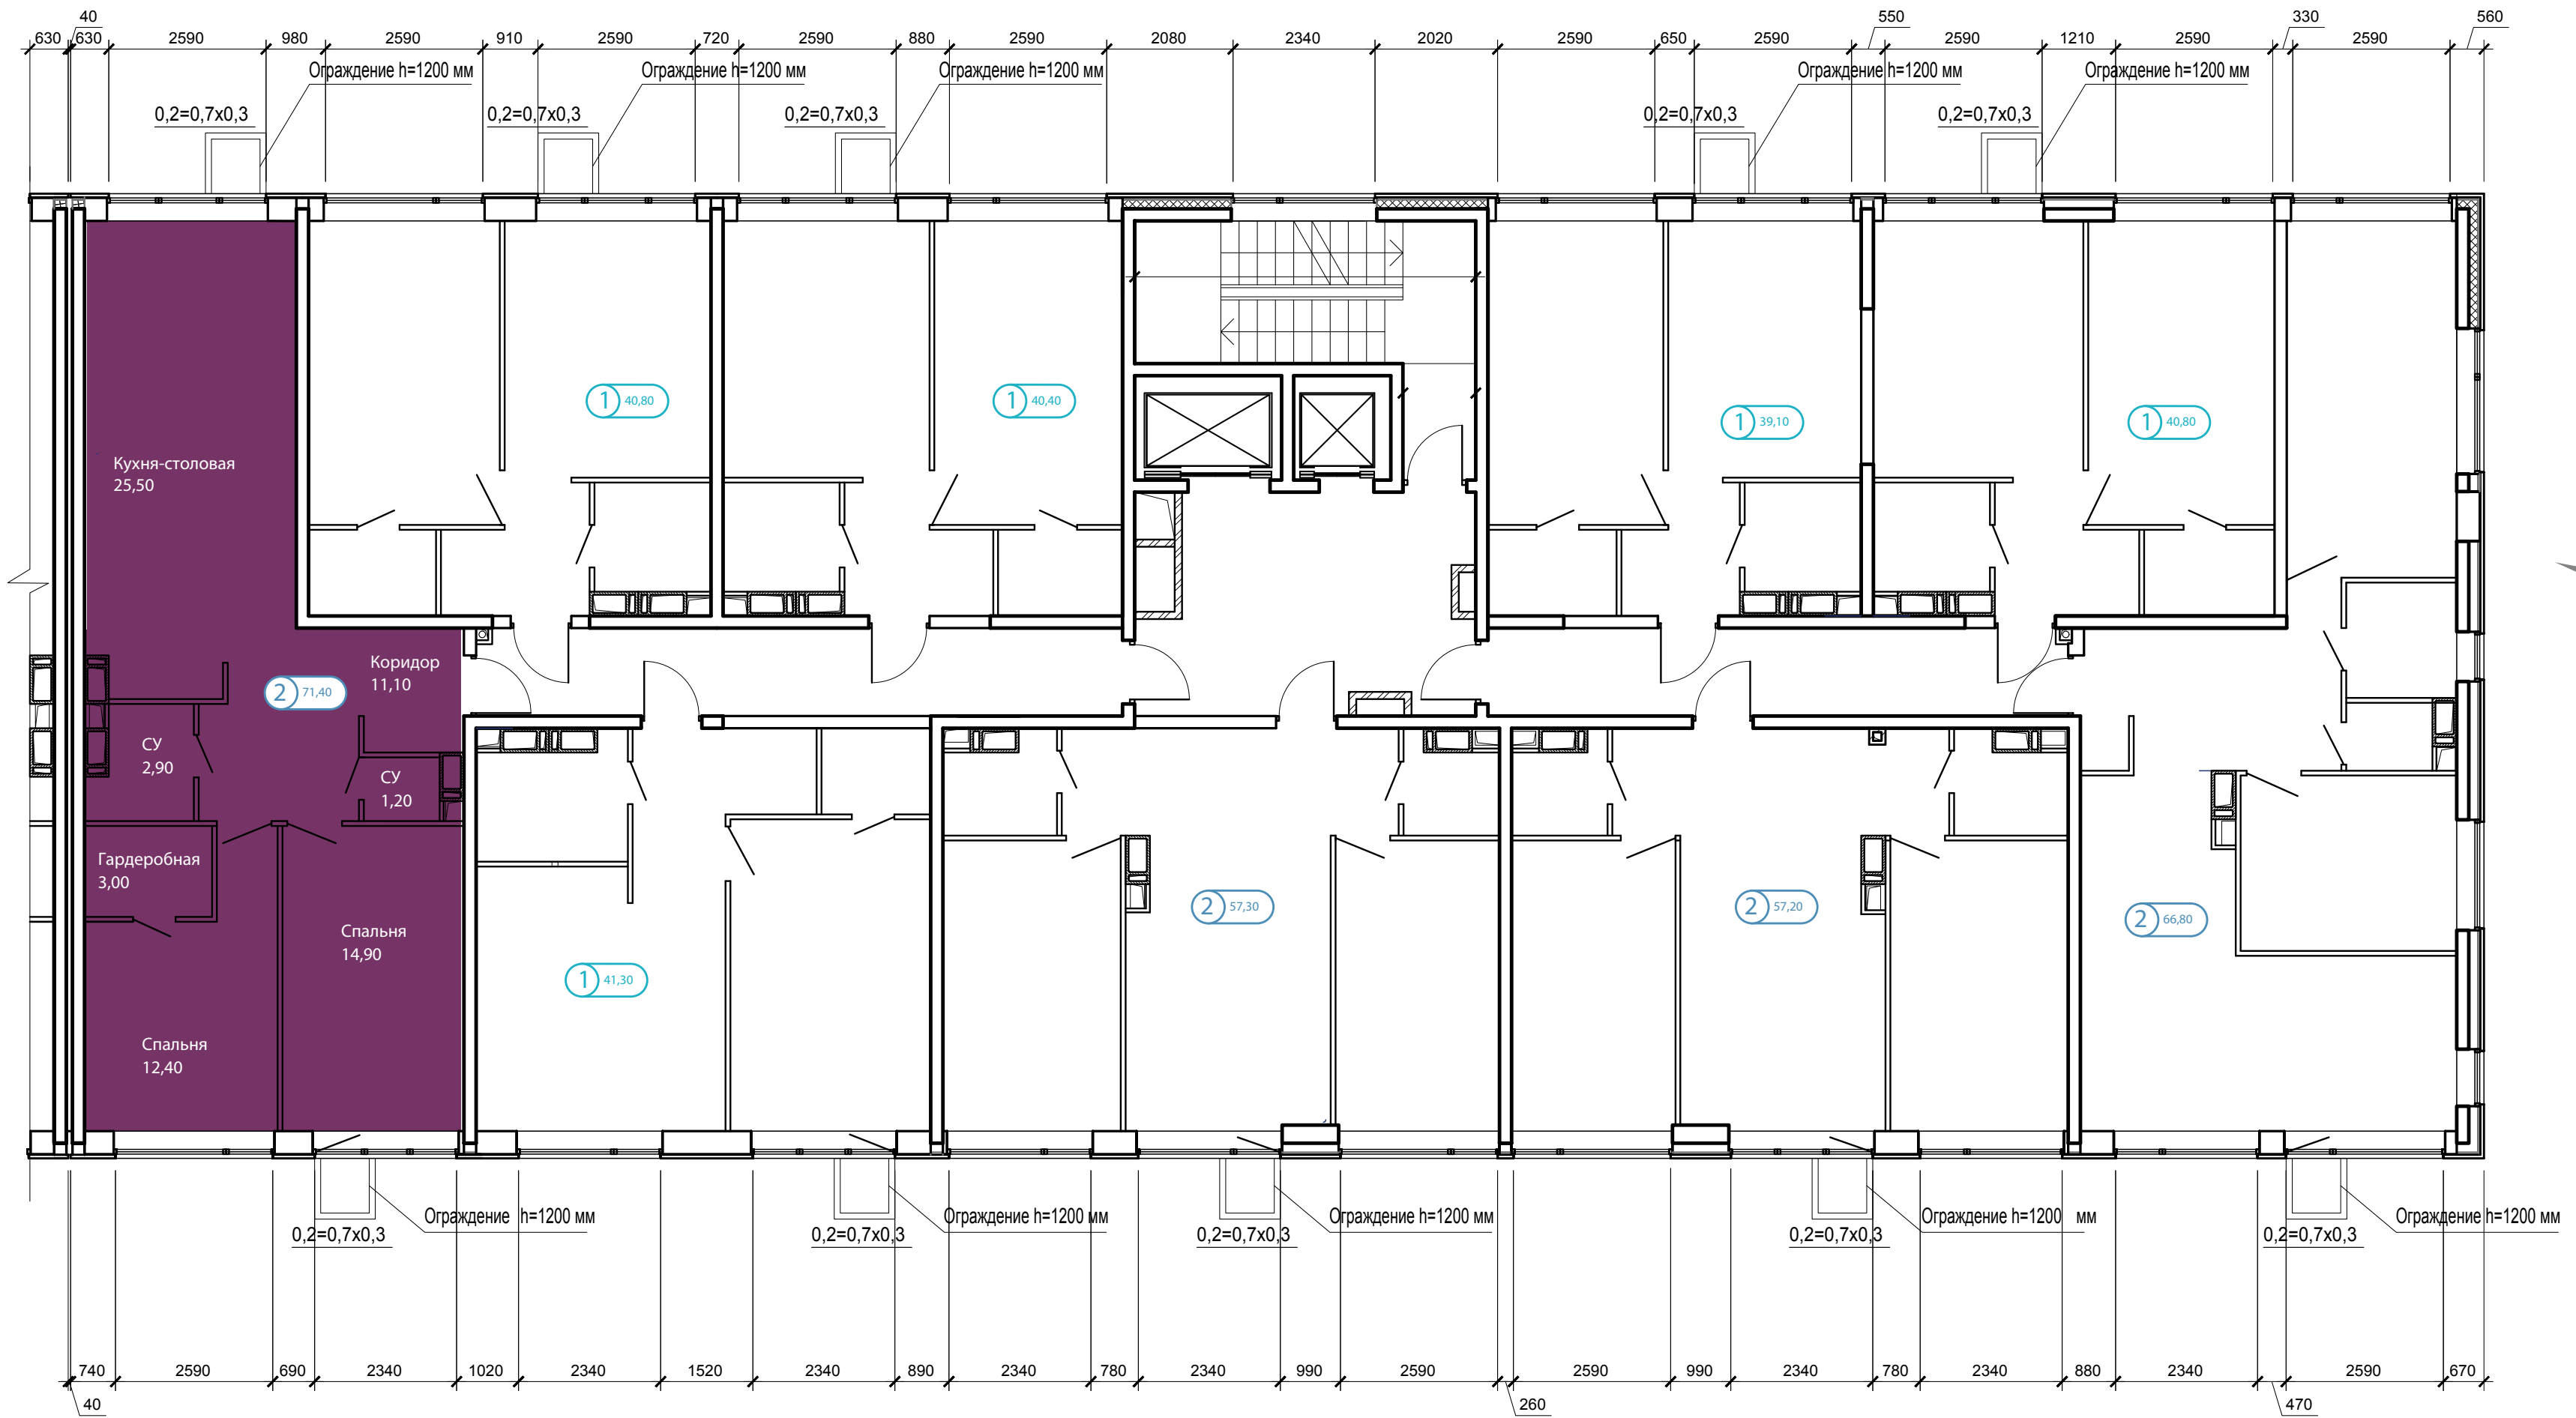 40 550 330 560
630 630 2590 980 2590 910 2590 720 2590 880 2590 2080 2340 2020 2590 650 2590 2590 1210 2590 2590
Ограждение h=1200 мм Ограждение h=1200 мм Ограждение h=1200 мм Ограждение h=1200 мм Ограждение h=1200 мм
0,2=0,7х0,3 0,2=0,7х0,3 0,2=0,7х0,3 0,2=0,7х0,3 0,2=0,7х0,3
1 40,80
1 40,40
1 39,10
1 40,80
Кухня-столовая
25,50
Коридор
11,10
2 71,40
СУ
2,90
СУ
1,20
Гардеробная
3,00
Спальня
14,90
Спальня
12,40
1 41,30
2 57,30
2 57,20
2 66,80
Ограждение h=1200 мм Ограждение h=1200 мм Ограждение h=1200 мм Ограждение h=1200 мм Ограждение h=1200 мм
0,2=0,7х0,3 0,2=0,7х0,3 0,2=0,7х0,3 0,2=0,7х0,3 0,2=0,7х0,3
740 2590 690 2340 1020 2340 1520 2340 890 2340 780 2340 990 2590 2590 990 2340 780 2340 880 2340 2590 670
40 260 470